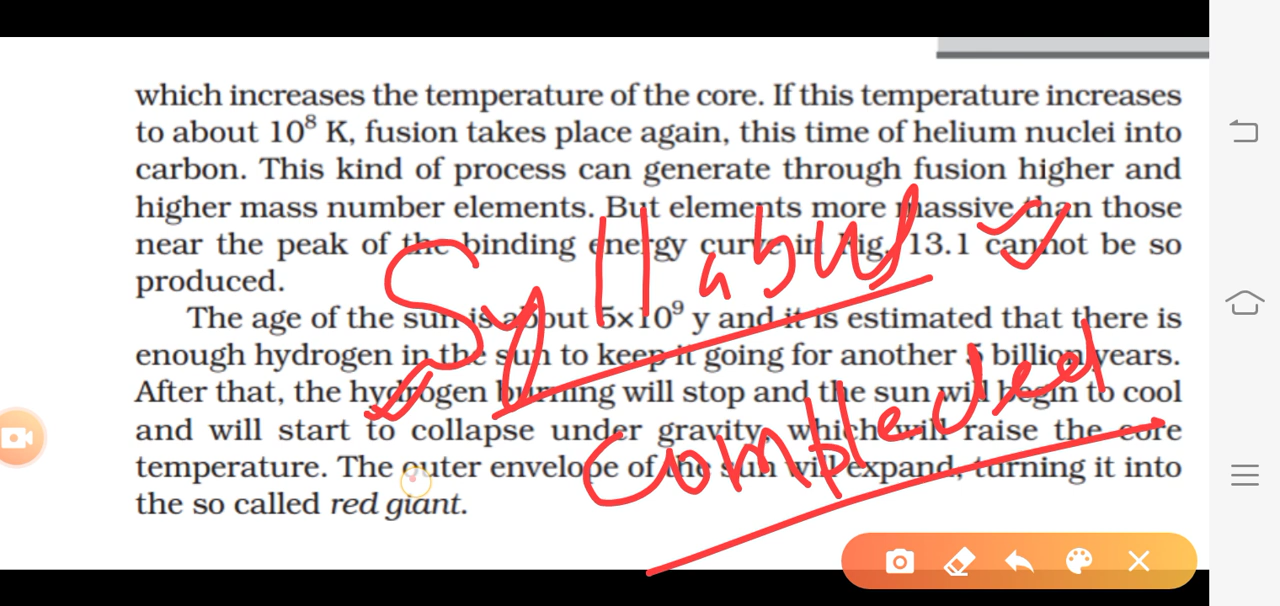 which increases the temperature of the core. If this temperature increases
to about 10⁸ K, fusion takes place again, this time of helium nuclei into
carbon. This kind of process can generate through fusion higher and
higher mass number elements. But elements more massive than those
near the peak of the binding energy curve in Fig. 13.1 cannot be so
produced.
The age of the sun is about 5×10⁹ y and it is estimated that there is
enough hydrogen in the sun to keep it going for another 5 billion years.
After that, the hydrogen burning will stop and the sun will begin to cool
and will start to collapse under gravity, which will raise the core
temperature. The outer envelope of the sun will expand, turning it into
the so called red giant.
Syllabus
Completed